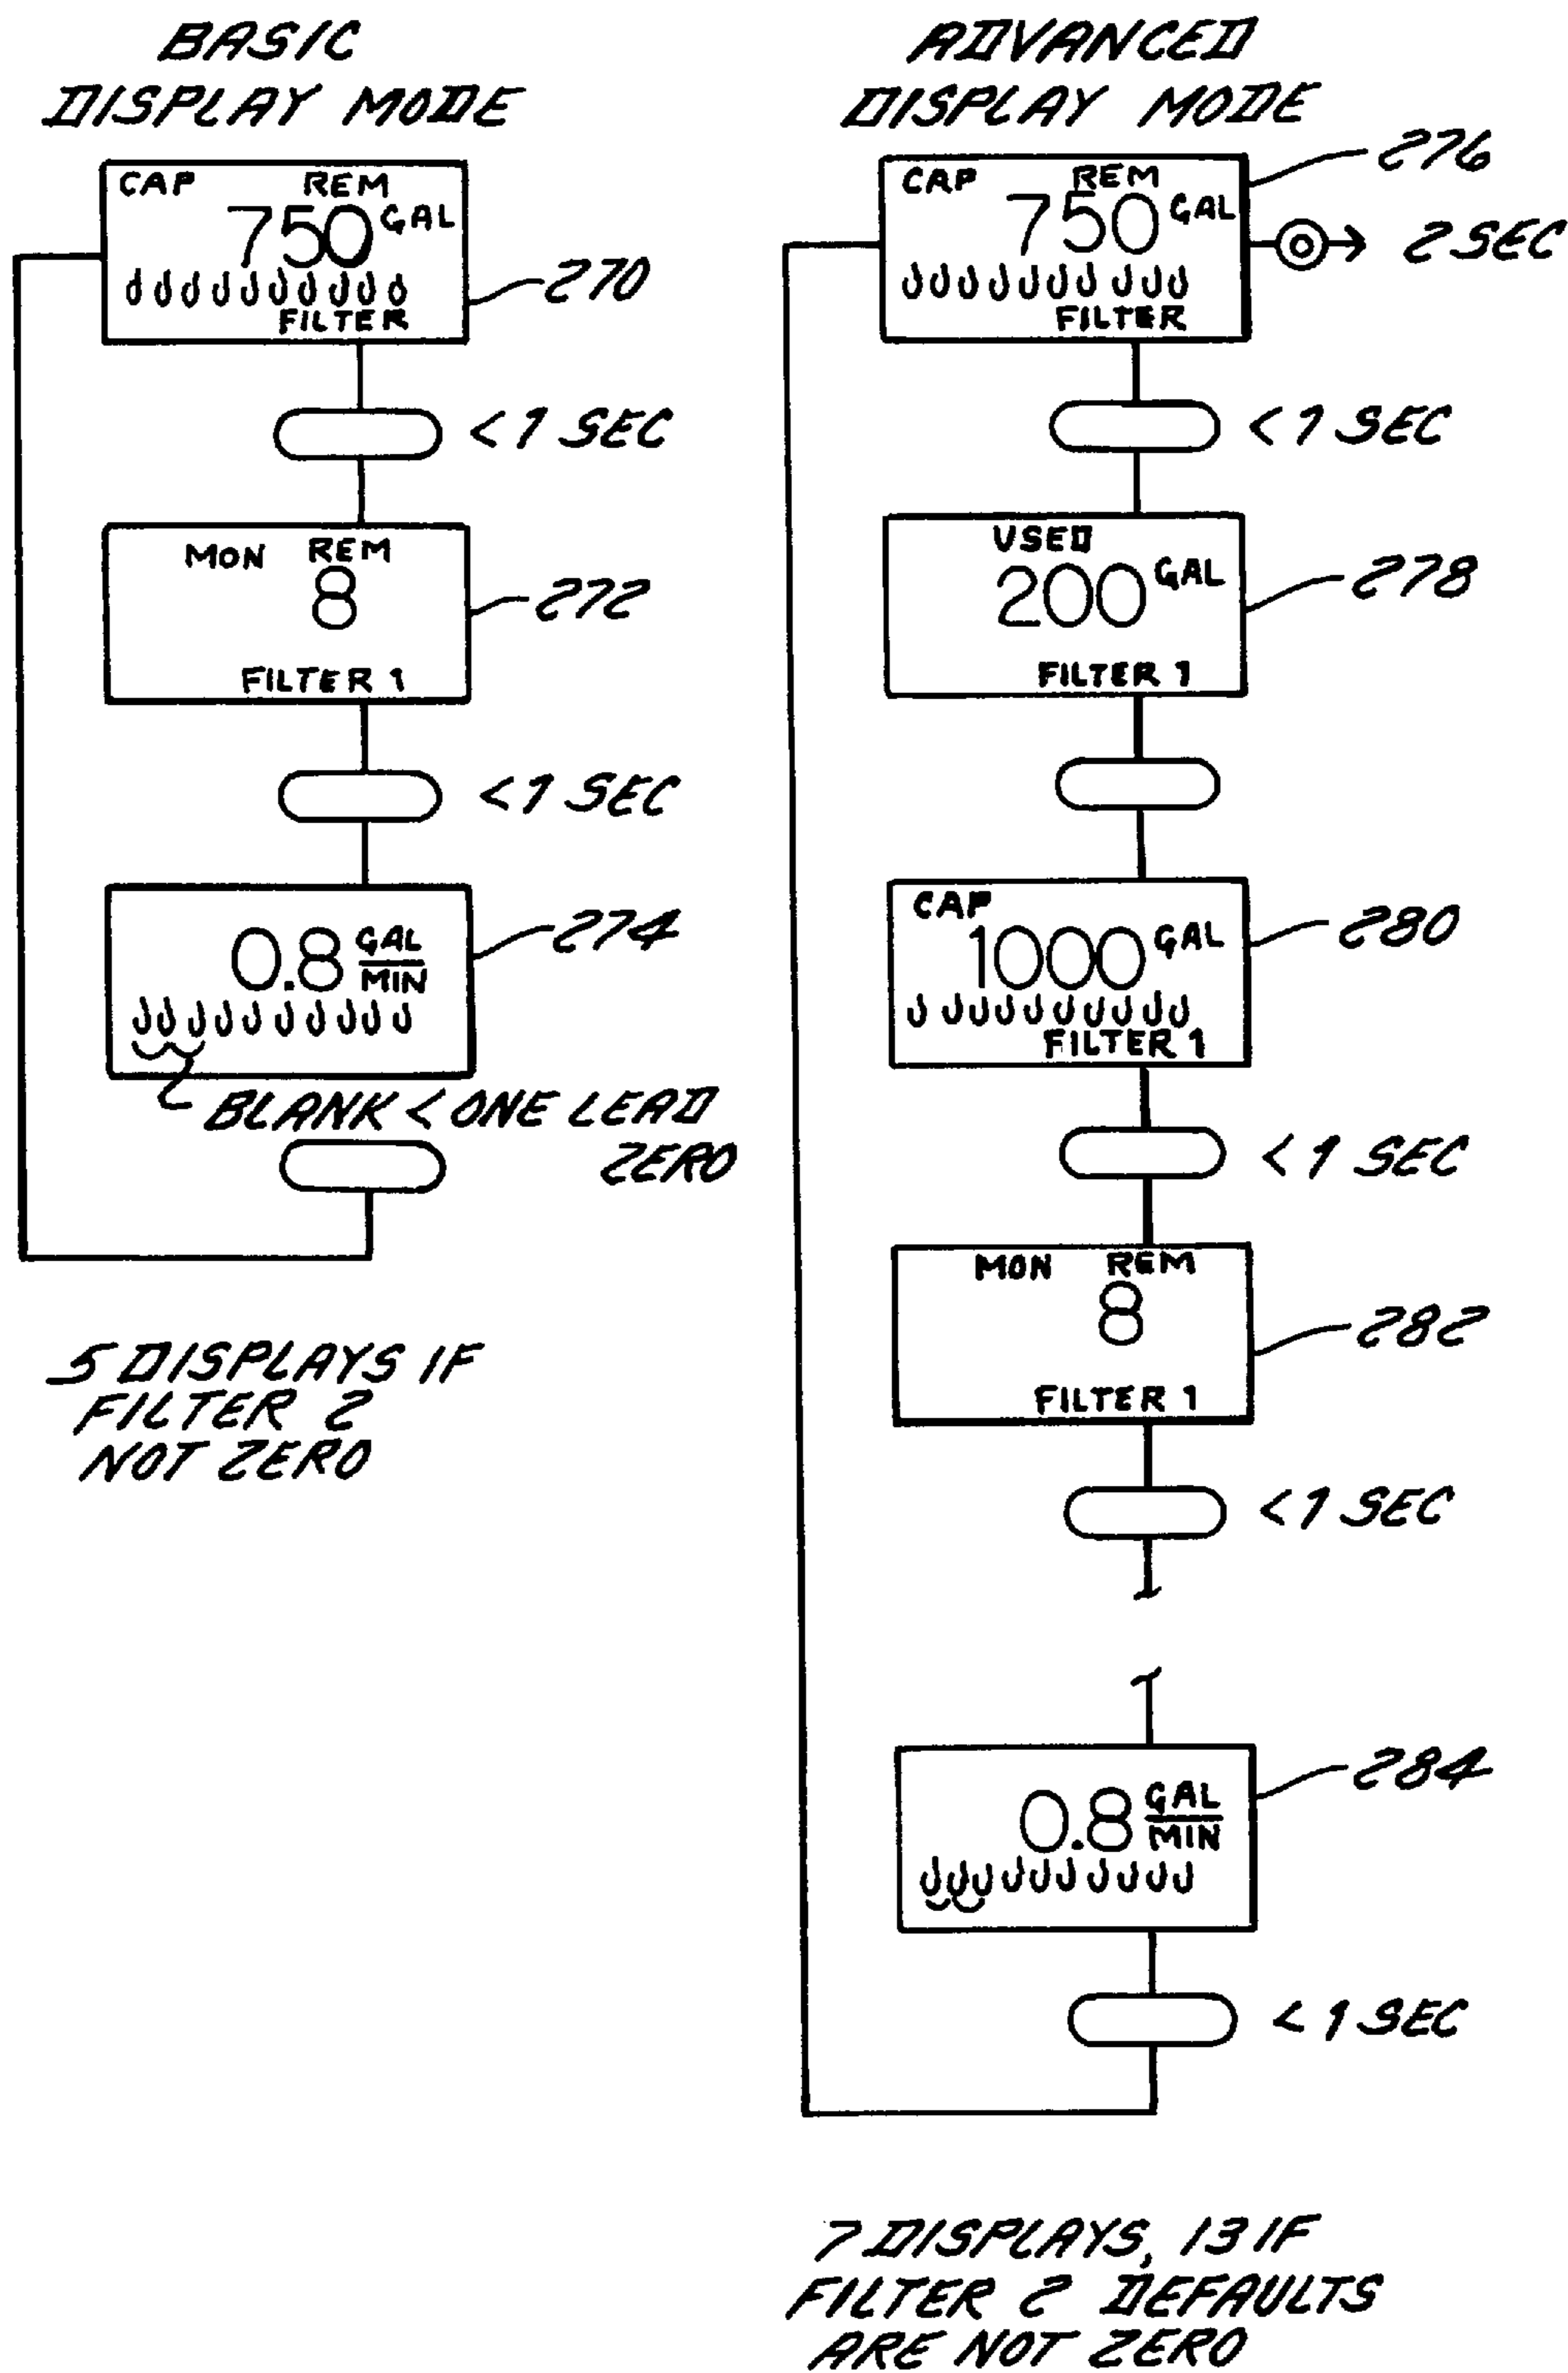 BASIC
DISPLAY MODE
CAP REM
750 GAL
FILTER
270
<1 SEC
MON REM
8
FILTER 1
272
<1 SEC
0.8 GAL
MIN
274
BLANK < ONE LEAD
ZERO
5 DISPLAYS IF
FILTER 2
NOT ZERO
ADVANCED
DISPLAY MODE
276
CAP REM
750 GAL
FILTER
2 SEC
<1 SEC
USED
200 GAL
FILTER 1
278
CAP
1000 GAL
FILTER 1
280
<1 SEC
MON REM
8
FILTER 1
282
<1 SEC
0.8 GAL
MIN
284
<1 SEC
7 DISPLAYS, 13 IF
FILTER 2 DEFAULTS
ARE NOT ZERO